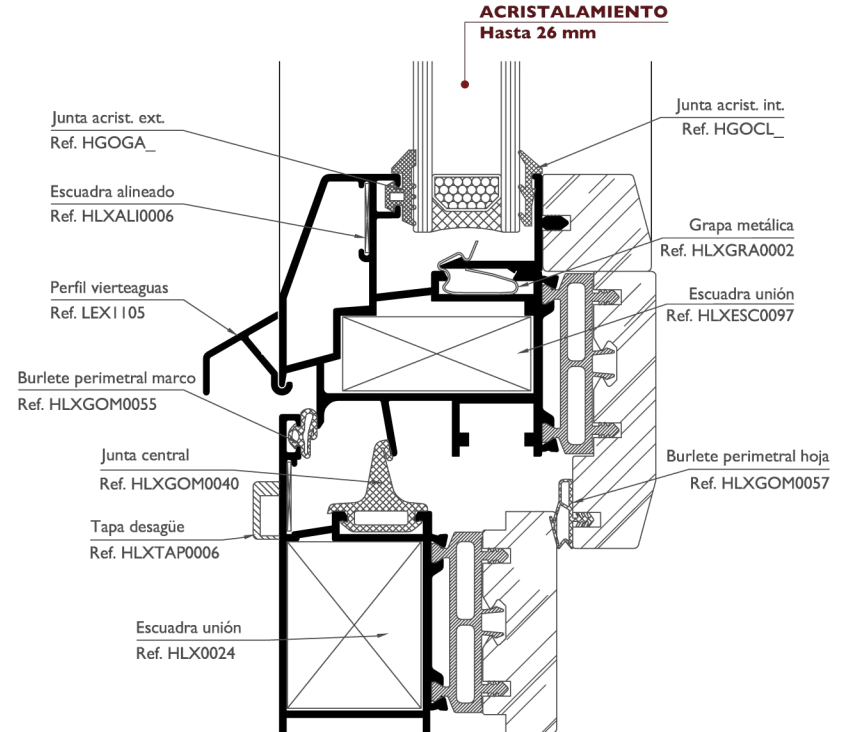 ACRISTALAMIENTO
Hasta 26 mm
Junta acrist. ext.
Ref. HGOGA_
Junta acrist. int.
Ref. HGOCL_
Escuadra alineado
Ref. HLXALI0006
Grapa metálica
Ref. HLXGRA0002
Perfil vierteaguas
Ref. LEX1105
Escuadra unión
Ref. HLXESC0097
Burlete perimetral marco
Ref. HLXGOM0055
Junta central
Ref. HLXGOM0040
Burlete perimetral hoja
Ref. HLXGOM0057
Tapa desagüe
Ref. HLXTAP0006
Escuadra unión
Ref. HLX0024